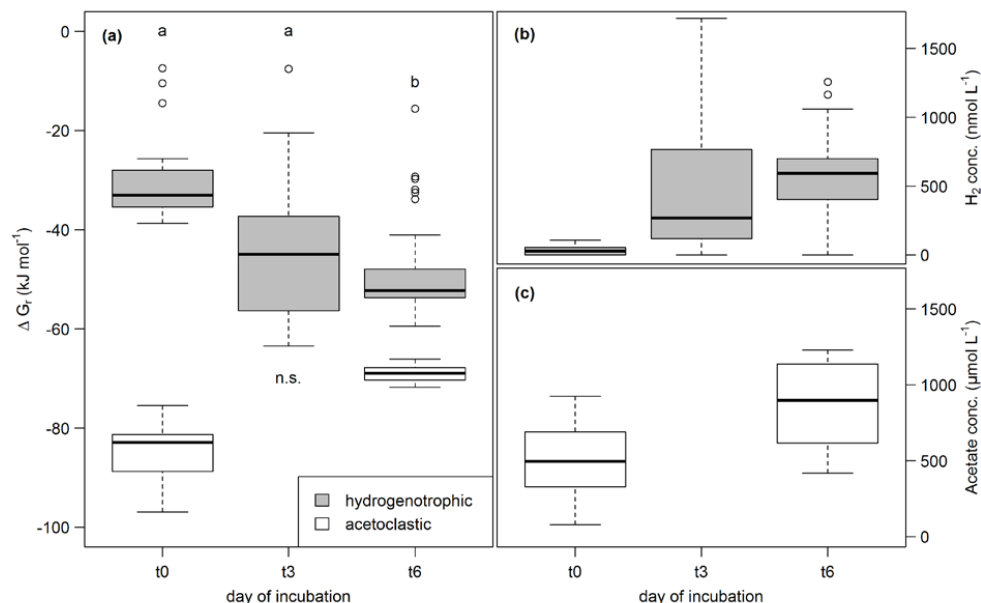 (a)
a
a
b
n.s.
0
-20
-40
-60
-80
-100
Δ Gr (kJ mol⁻¹)
hydrogenotrophic
acetoclastic
t0
t3
t6
day of incubation
(b)
1500
1000
500
0
H₂ conc. (nmol L⁻¹)
(c)
1500
1000
500
0
Acetate conc. (µmol L⁻¹)
t0
t3
t6
day of incubation